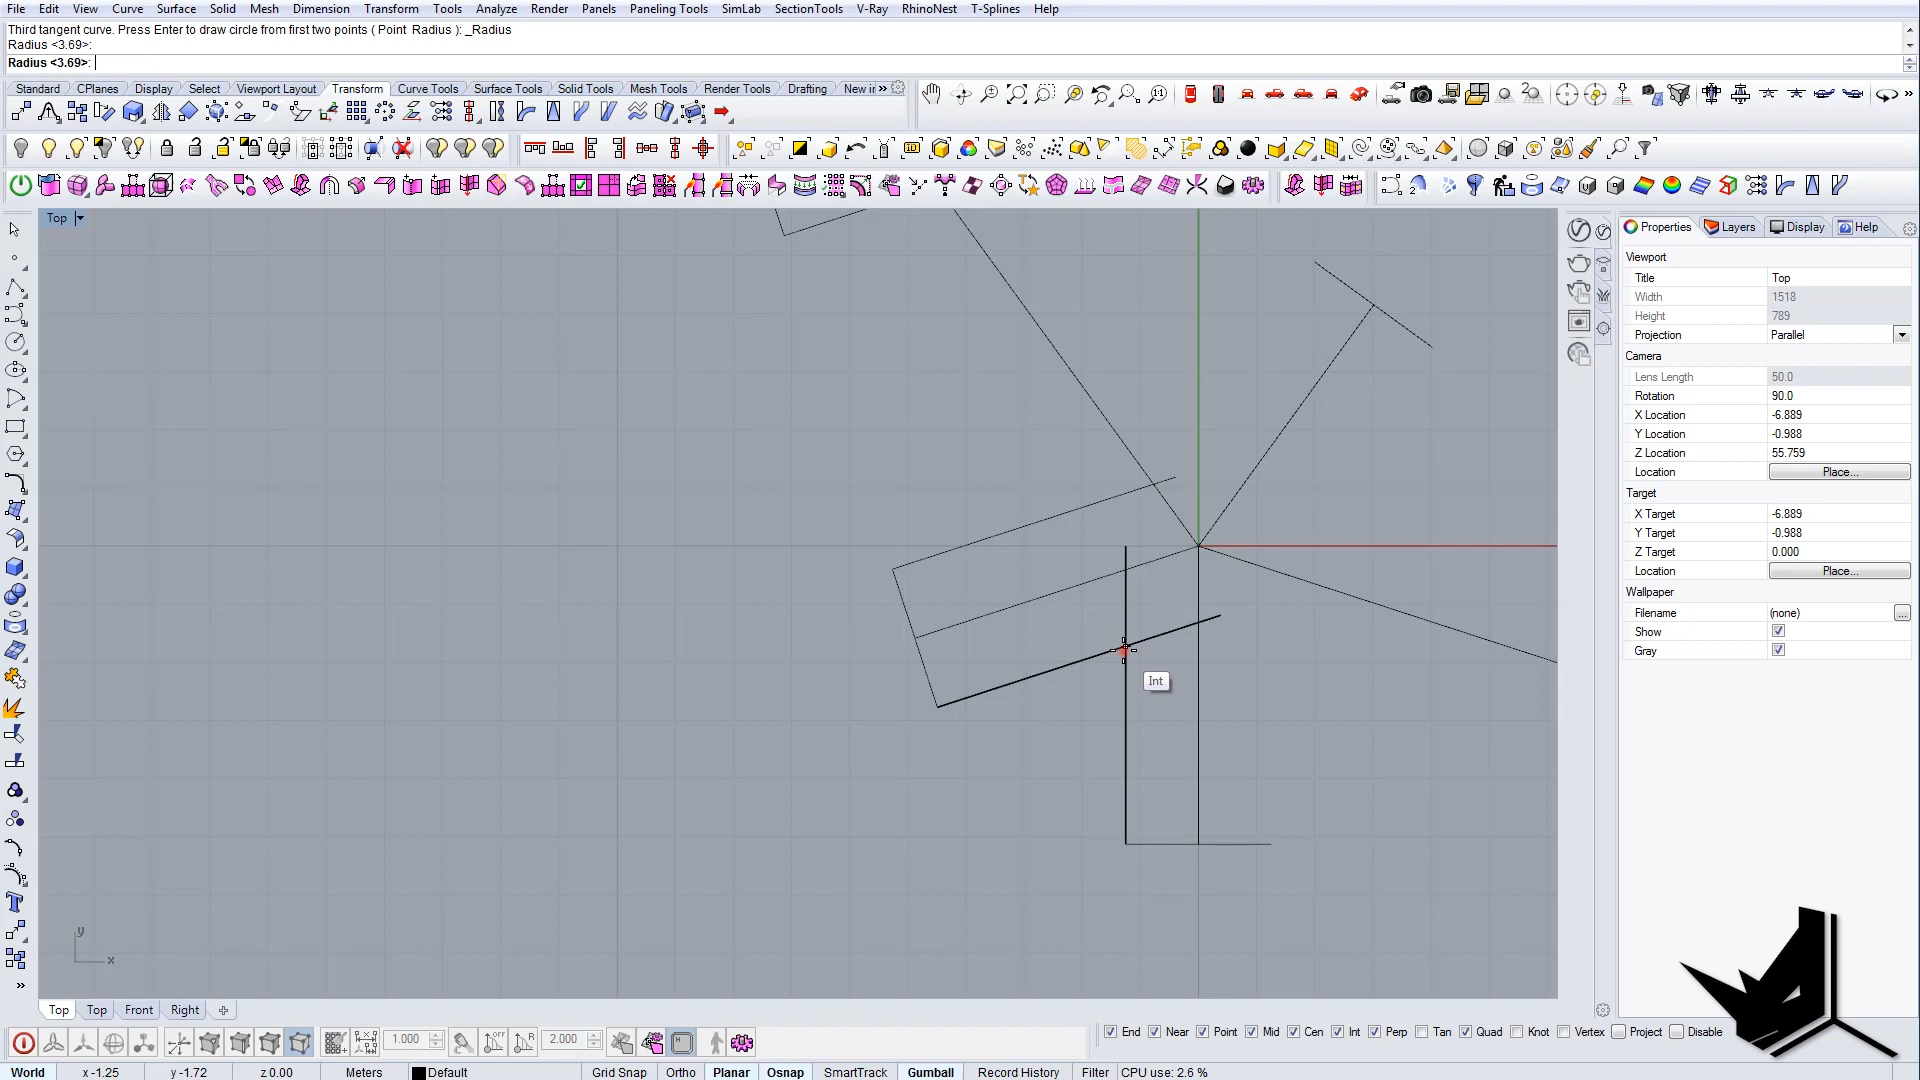 File Edit View Curve Surface Solid Mesh Dimension Transform Tools Analyze Render Panels Paneling Tools SimLab SectionTools V-Ray RhinoNest T-Splines Help
Third tangent curve. Press Enter to draw circle from first two points ( Point Radius ): _Radius
Radius <3.69>:
Radius <3.69>:
Standard CPlanes Display Select Viewport Layout Transform Curve Tools Surface Tools Solid Tools Mesh Tools Render Tools Drafting New in
Top
Properties Layers Display Help
Viewport
Title Top
Width 1518
Height 789
Projection Parallel
Camera
Lens Length 50.0
Rotation 90.0
X Location -6.889
Y Location -0.988
Z Location 55.759
Location Place...
Target
X Target -6.889
Y Target -0.988
Z Target 0.000
Location Place...
Wallpaper
Filename (none) ...
Show
Gray
Int
y
x
Top Top Front Right
1.000 2.000 End Near Point Mid Cen Int Perp Tan Quad Knot Vertex Project Disable
World x -1.25 y -1.72 z 0.00 Meters Default Grid Snap Ortho Planar Osnap SmartTrack Gumball Record History Filter CPU use: 2.6 %